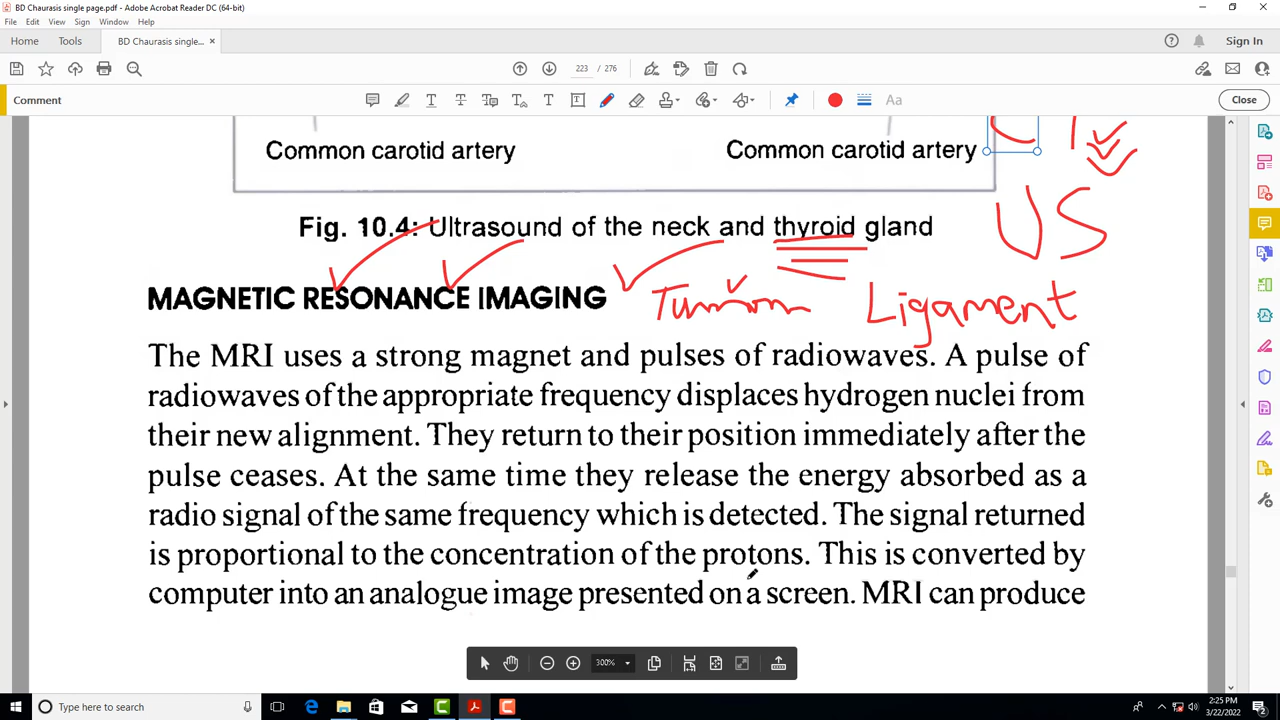 BD Chaurasis single page.pdf - Adobe Acrobat Reader DC (64-bit)
File Edit View Sign Window Help
Home Tools BD Chaurasis single... × Sign In
223 / 276
Comment
Aa
Close
Common carotid artery Common carotid artery
US
Fig. 10.4: Ultrasound of the neck and thyroid gland
MAGNETIC RESONANCE IMAGING
Ligament
The MRI uses a strong magnet and pulses of radiowaves. A pulse of
radiowaves of the appropriate frequency displaces hydrogen nuclei from
their new alignment. They return to their position immediately after the
pulse ceases. At the same time they release the energy absorbed as a
radio signal of the same frequency which is detected. The signal returned
is proportional to the concentration of the protons. This is converted by
computer into an analogue image presented on a screen. MRI can produce
300%
Type here to search
2:25 PM
3/22/2022
2